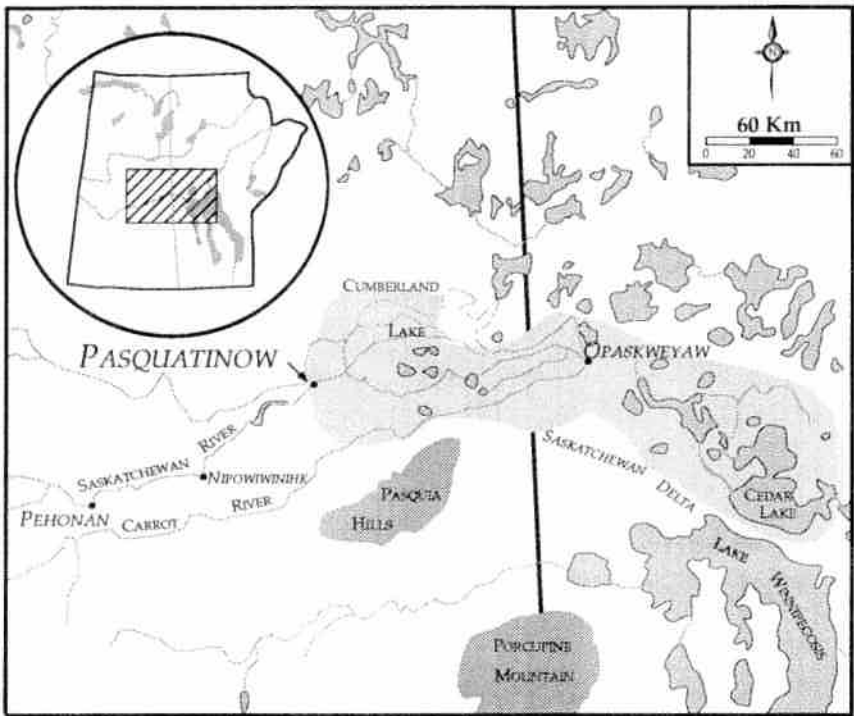 N
60 Km
0 20 40 60
CUMBERLAND
LAKE
PASQUATINOW
OPASKWEYAW
SASKATCHEWAN RIVER
NIPOWIWINIHK
PEHONAN
CARROT RIVER
PASQUIA
HILLS
SASKATCHEWAN DELTA
CEDAR
LAKE
LAKE WINNIPEGOSIS
PORCUPINE
MOUNTAIN